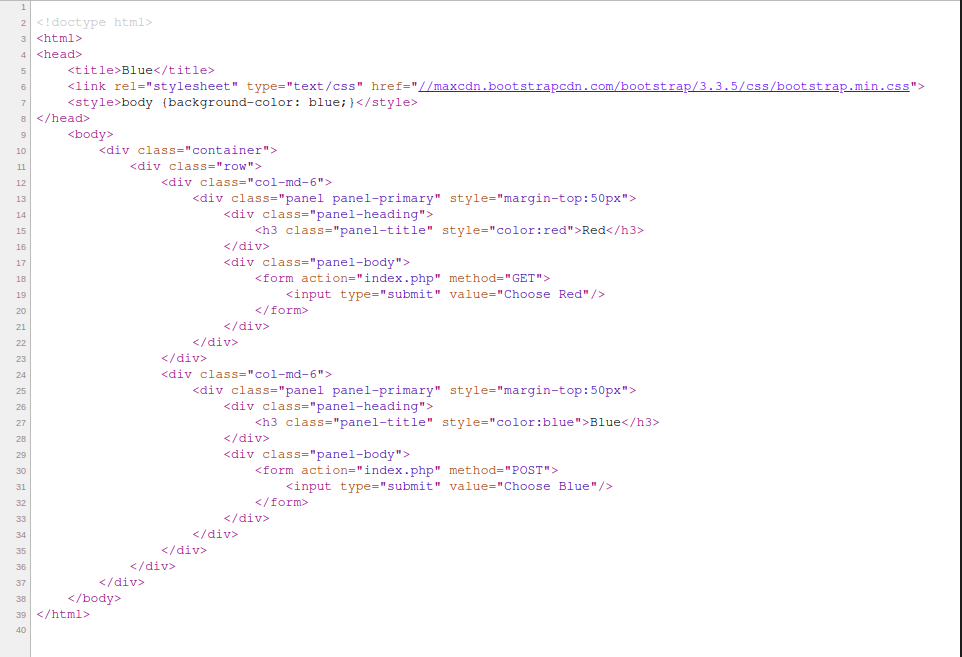 1
2 <!doctype html>
3 <html>
4 <head>
5 <title>Blue</title>
6 <link rel="stylesheet" type="text/css" href="//maxcdn.bootstrapcdn.com/bootstrap/3.3.5/css/bootstrap.min.css">
7 <style>body {background-color: blue;}</style>
8 </head>
9 <body>
10 <div class="container">
11 <div class="row">
12 <div class="col-md-6">
13 <div class="panel panel-primary" style="margin-top:50px">
14 <div class="panel-heading">
15 <h3 class="panel-title" style="color:red">Red</h3>
16 </div>
17 <div class="panel-body">
18 <form action="index.php" method="GET">
19 <input type="submit" value="Choose Red"/>
20 </form>
21 </div>
22 </div>
23 </div>
24 <div class="col-md-6">
25 <div class="panel panel-primary" style="margin-top:50px">
26 <div class="panel-heading">
27 <h3 class="panel-title" style="color:blue">Blue</h3>
28 </div>
29 <div class="panel-body">
30 <form action="index.php" method="POST">
31 <input type="submit" value="Choose Blue"/>
32 </form>
33 </div>
34 </div>
35 </div>
36 </div>
37 </div>
38 </body>
39 </html>
40